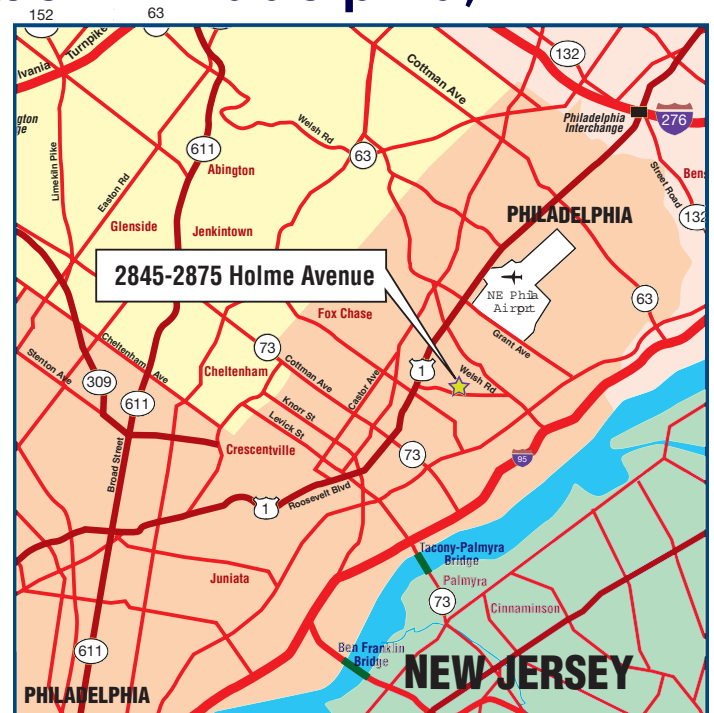 152
63
132
Turnpike
Cottman Ave
Philadelphia
Interchange
276
Welsh Rd
611
63
Limekiln Pike
Easton Rd
Abington
Street Road
132
Glenside
Jenkintown
PHILADELPHIA
2845-2875 Holme Avenue
NE Phila
Airport
63
Fox Chase
Grant Ave
73
Cheltenham Ave
Stenton Ave
Cottman Ave
Cheltenham
Castor Ave
1
Welsh Rd
309
611
Knorr St
Levick St
Broad Street
Crescentville
73
95
Roosevelt Blvd
1
Tacony-Palmyra
Bridge
Juniata
Palmyra
73
Cinnaminson
611
Ben Franklin
Bridge
NEW JERSEY
PHILADELPHIA